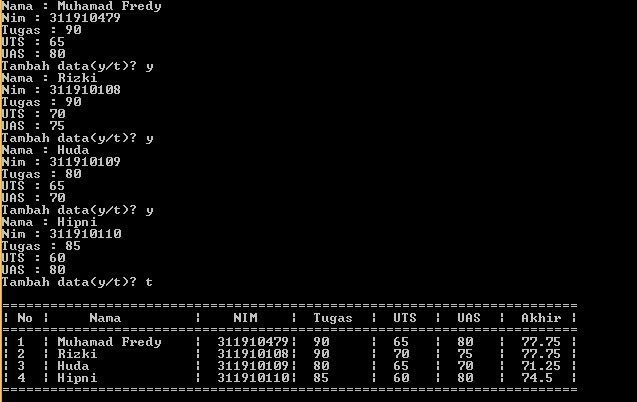 Nama : Muhamad Fredy
Nim : 311910479
Tugas : 90
UTS : 65
UAS : 80
Tambah data(y/t)? y
Nama : Rizki
Nim : 311910108
Tugas : 90
UTS : 70
UAS : 75
Tambah data(y/t)? y
Nama : Huda
Nim : 311910109
Tugas : 80
UTS : 65
UAS : 70
Tambah data(y/t)? y
Nama : Hipni
Nim : 311910110
Tugas : 85
UTS : 60
UAS : 80
Tambah data(y/t)? t
========================================================================
| No | Nama | NIM | Tugas | UTS | UAS | Akhir |
========================================================================
| 1 | Muhamad Fredy | 311910479| 90 | 65 | 80 | 77.75 |
| 2 | Rizki | 311910108| 90 | 70 | 75 | 77.75 |
| 3 | Huda | 311910109| 80 | 65 | 70 | 71.25 |
| 4 | Hipni | 311910110| 85 | 60 | 80 | 74.5 |
========================================================================